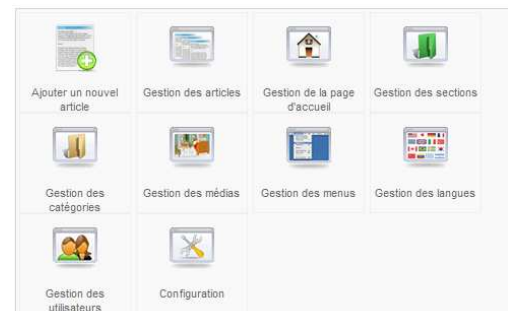 Ajouter un nouvel
article
Gestion des articles
Gestion de la page
d'accueil
Gestion des sections
Gestion des
catégories
Gestion des médias
Gestion des menus
Gestion des langues
Gestion des
utilisateurs
Configuration